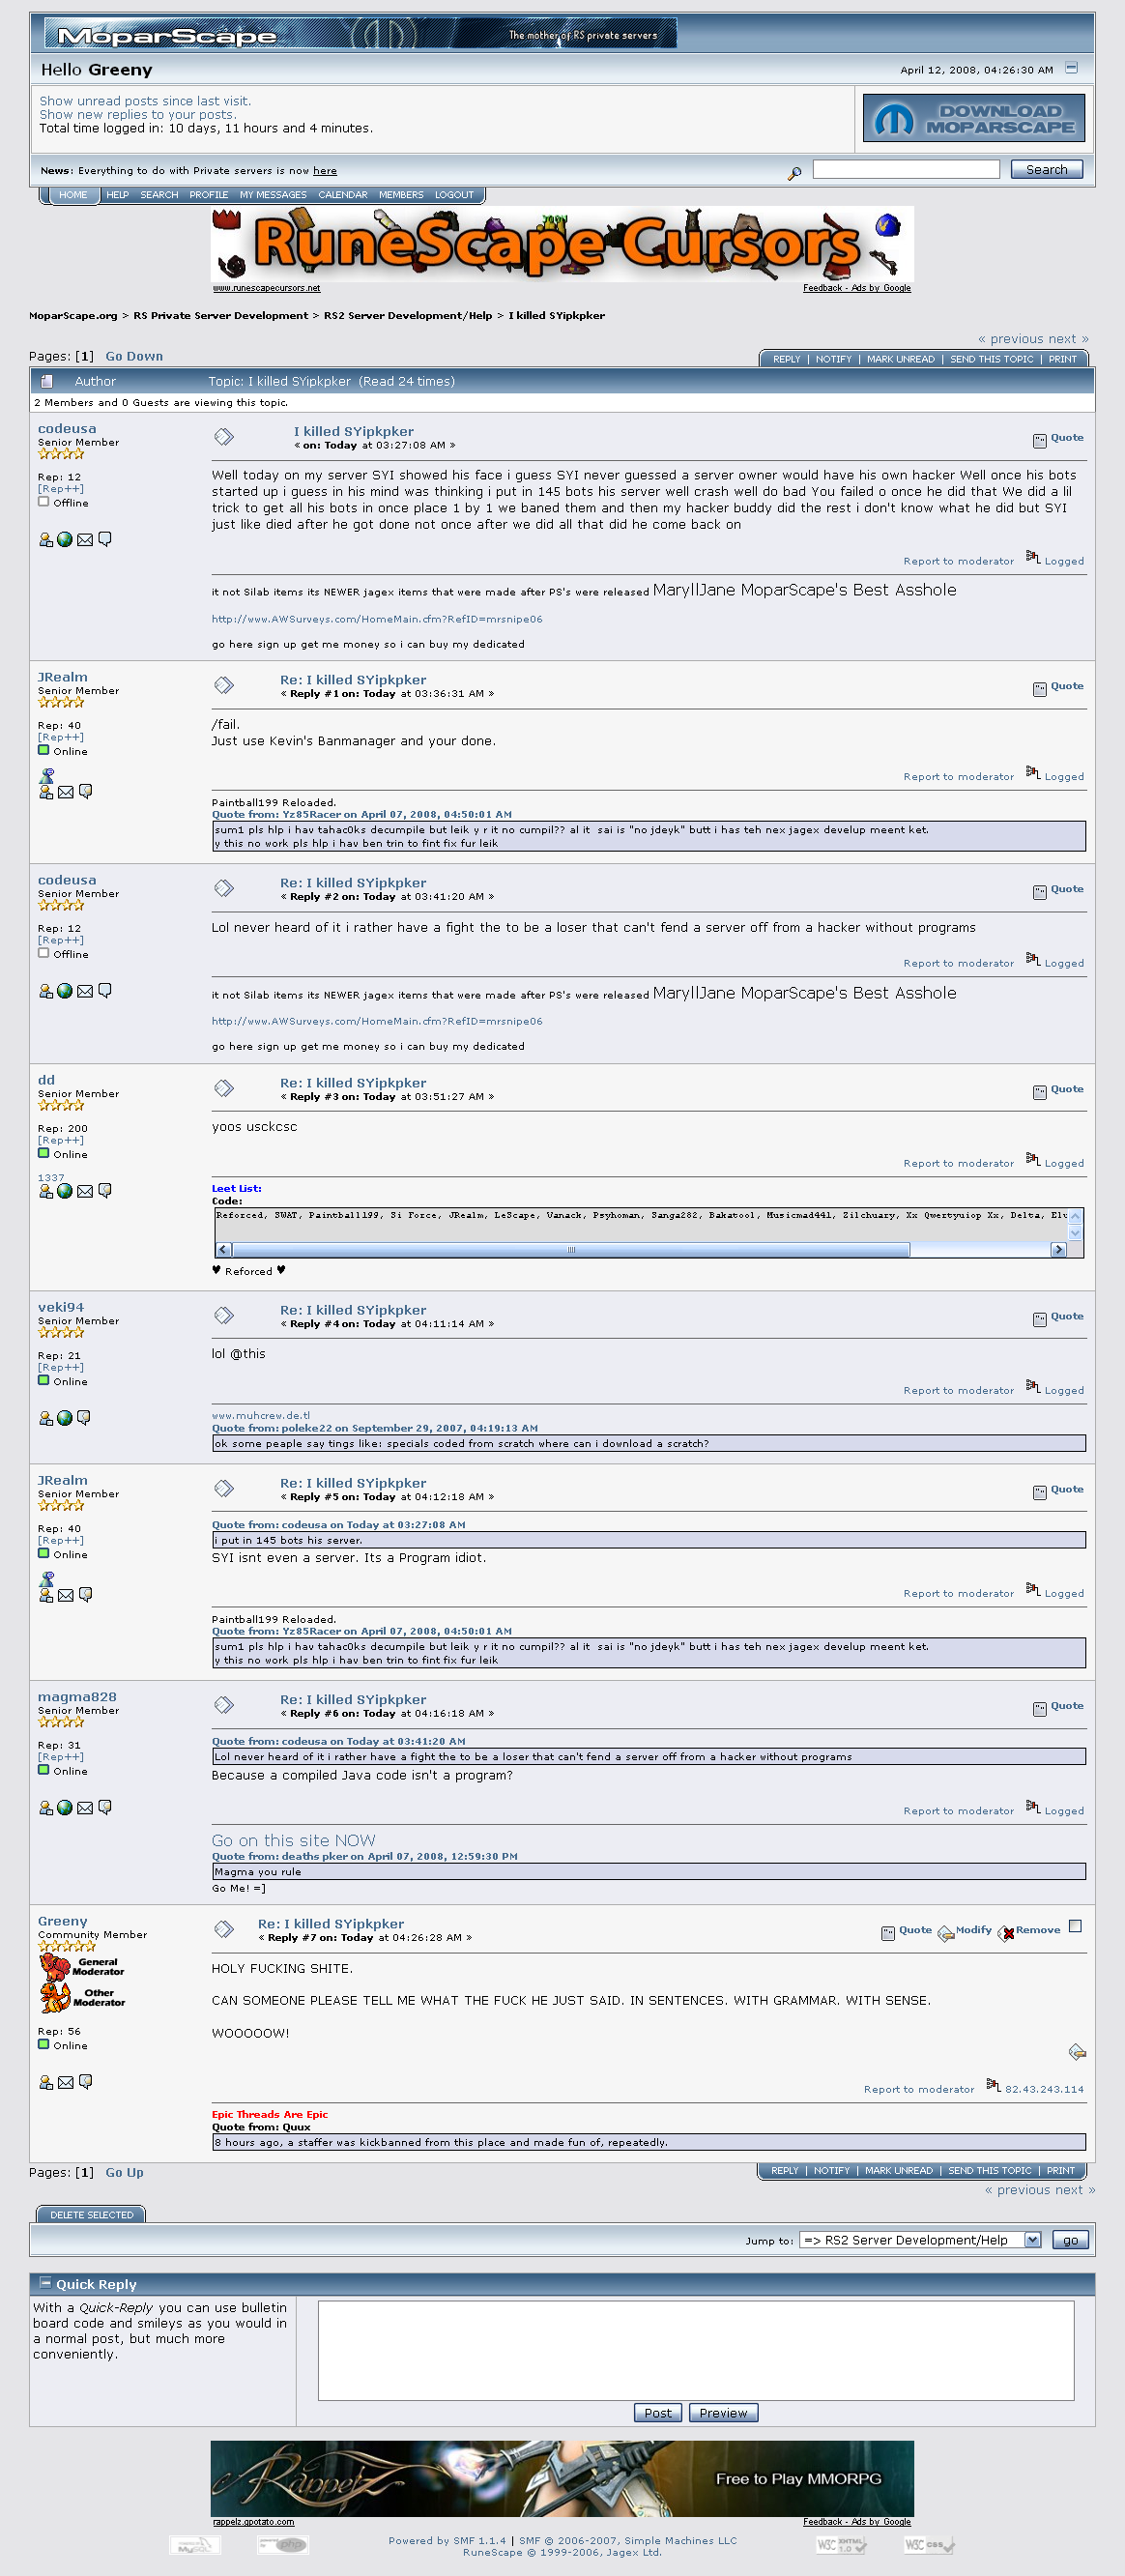 MoparScape
The mother of RS private servers
Hello Greeny
April 12, 2008, 04:26:30 AM
Show unread posts since last visit.
Show new replies to your posts.
Total time logged in: 10 days, 11 hours and 4 minutes.
DOWNLOAD
MOPARSCAPE
News: Everything to do with Private servers is now here
Search
HOME HELP SEARCH PROFILE MY MESSAGES CALENDAR MEMBERS LOGOUT
RuneScape Cursors
www.runescapecursors.net
Feedback - Ads by Google
MoparScape.org > RS Private Server Development > RS2 Server Development/Help > I killed SYipkpker
« previous next »
Pages: [1] Go Down
REPLY | NOTIFY | MARK UNREAD | SEND THIS TOPIC | PRINT
Author
Topic: I killed SYipkpker (Read 24 times)
2 Members and 0 Guests are viewing this topic.
codeusa
Senior Member
Rep: 12
[Rep++]
Offline
I killed SYipkpker
« on: Today at 03:27:08 AM »
Quote
Well today on my server SYI showed his face i guess SYI never guessed a server owner would have his own hacker Well once his bots
started up i guess in his mind was thinking i put in 145 bots his server well crash well do bad You failed o once he did that We did a lil
trick to get all his bots in once place 1 by 1 we baned them and then my hacker buddy did the rest i don't know what he did but SYI
just like died after he got done not once after we did all that did he come back on
Report to moderator Logged
it not Silab items its NEWER jagex items that were made after PS's were released MaryllJane MoparScape's Best Asshole
http://www.AWSurveys.com/HomeMain.cfm?RefID=mrsnipe06
go here sign up get me money so i can buy my dedicated
JRealm
Senior Member
Rep: 40
[Rep++]
Online
Re: I killed SYipkpker
« Reply #1 on: Today at 03:36:31 AM »
Quote
/fail.
Just use Kevin's Banmanager and your done.
Report to moderator Logged
Paintball199 Reloaded.
Quote from: Yz85Racer on April 07, 2008, 04:50:01 AM
sum1 pls hlp i hav tahac0ks decumpile but leik y r it no cumpil?? al it sai is "no jdeyk" butt i has teh nex jagex develup meent ket.
y this no work pls hlp i hav ben trin to fint fix fur leik
codeusa
Senior Member
Rep: 12
[Rep++]
Offline
Re: I killed SYipkpker
« Reply #2 on: Today at 03:41:20 AM »
Quote
Lol never heard of it i rather have a fight the to be a loser that can't fend a server off from a hacker without programs
Report to moderator Logged
it not Silab items its NEWER jagex items that were made after PS's were released MaryllJane MoparScape's Best Asshole
http://www.AWSurveys.com/HomeMain.cfm?RefID=mrsnipe06
go here sign up get me money so i can buy my dedicated
dd
Senior Member
Rep: 200
[Rep++]
Online
1337
Re: I killed SYipkpker
« Reply #3 on: Today at 03:51:27 AM »
Quote
yoos usckcsc
Report to moderator Logged
Leet List:
Code:
Reforced, SWAT, Paintball199, Si Force, JRealm, LeScape, Vanack, Psyhoman, Sanga282, Bakatool, Musicmad441, Zilchuary, Xx Qwertyuiop Xx, Delta,
♥ Reforced ♥
veki94
Senior Member
Rep: 21
[Rep++]
Online
Re: I killed SYipkpker
« Reply #4 on: Today at 04:11:14 AM »
Quote
lol @this
Report to moderator Logged
www.muhcrew.de.tl
Quote from: poleke22 on September 29, 2007, 04:19:13 AM
ok some peaple say tings like: specials coded from scratch where can i download a scratch?
JRealm
Senior Member
Rep: 40
[Rep++]
Online
Re: I killed SYipkpker
« Reply #5 on: Today at 04:12:18 AM »
Quote
Quote from: codeusa on Today at 03:27:08 AM
i put in 145 bots his server.
SYI isnt even a server. Its a Program idiot.
Report to moderator Logged
Paintball199 Reloaded.
Quote from: Yz85Racer on April 07, 2008, 04:50:01 AM
sum1 pls hlp i hav tahac0ks decumpile but leik y r it no cumpil?? al it sai is "no jdeyk" butt i has teh nex jagex develup meent ket.
y this no work pls hlp i hav ben trin to fint fix fur leik
magma828
Senior Member
Rep: 31
[Rep++]
Online
Re: I killed SYipkpker
« Reply #6 on: Today at 04:16:18 AM »
Quote
Quote from: codeusa on Today at 03:41:20 AM
Lol never heard of it i rather have a fight the to be a loser that can't fend a server off from a hacker without programs
Because a compiled Java code isn't a program?
Report to moderator Logged
Go on this site NOW
Quote from: deaths pker on April 07, 2008, 12:59:30 PM
Magma you rule
Go Me! =]
Greeny
Community Member
General
Moderator
Other
Moderator
Rep: 56
Online
Re: I killed SYipkpker
« Reply #7 on: Today at 04:26:28 AM »
Quote Modify Remove
HOLY FUCKING SHITE.
CAN SOMEONE PLEASE TELL ME WHAT THE FUCK HE JUST SAID. IN SENTENCES. WITH GRAMMAR. WITH SENSE.
WOOOOOW!
Report to moderator 82.43.243.114
Epic Threads Are Epic
Quote from: Quux
8 hours ago, a staffer was kickbanned from this place and made fun of, repeatedly.
Pages: [1] Go Up
REPLY | NOTIFY | MARK UNREAD | SEND THIS TOPIC | PRINT
« previous next »
DELETE SELECTED
Jump to: => RS2 Server Development/Help go
Quick Reply
With a Quick-Reply you can use bulletin
board code and smileys as you would in
a normal post, but much more
conveniently.
Post Preview
Rappelz
Free to Play MMORPG
rappelz.gpotato.com
Feedback - Ads by Google
MySQL
php
Powered by SMF 1.1.4 | SMF © 2006-2007, Simple Machines LLC
RuneScape © 1999-2006, Jagex Ltd.
W3C XHTML 1.0
W3C CSS